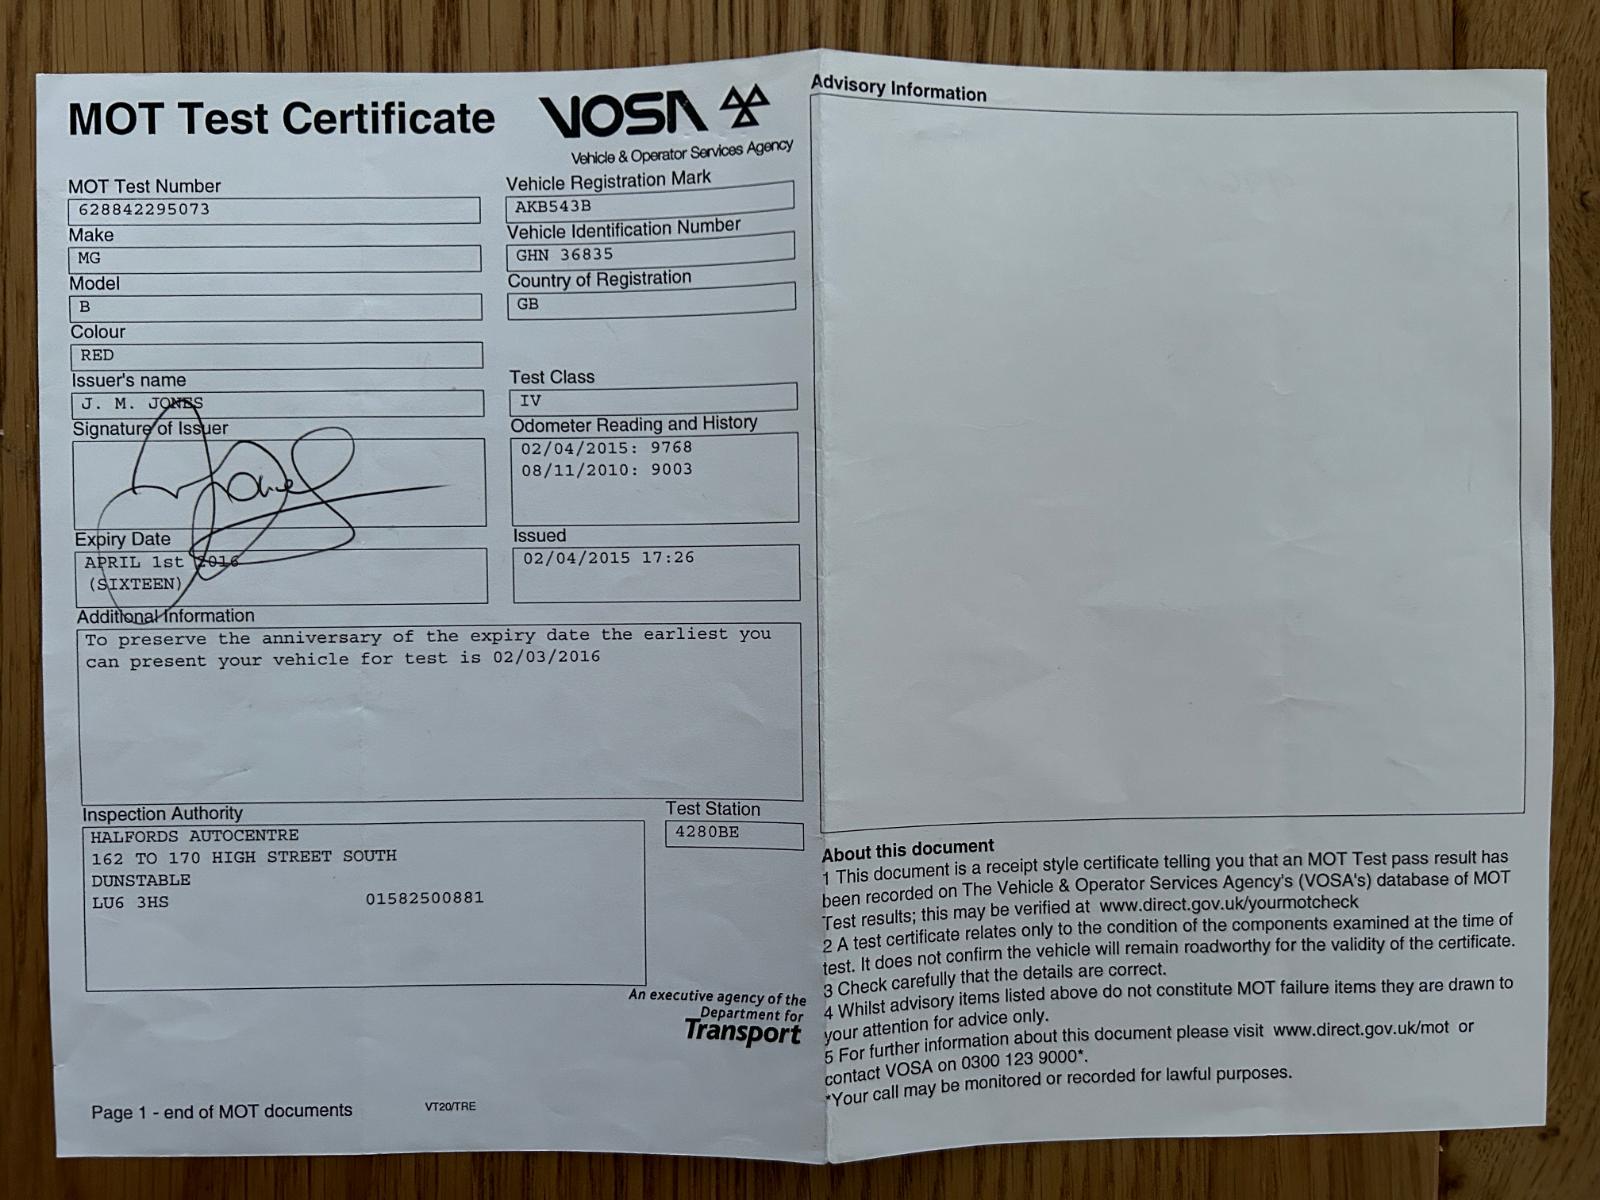 MOT Test Certificate
VOSA
Vehicle & Operator Services Agency
MOT Test Number
628842295073
Make
MG
Model
B
Colour
RED
Issuer's name
J. M. JONES
Signature of Issuer
Expiry Date
APRIL 1st 2016
(SIXTEEN)
Vehicle Registration Mark
AKB543B
Vehicle Identification Number
GHN 36835
Country of Registration
GB
Test Class
IV
Odometer Reading and History
02/04/2015: 9768
08/11/2010: 9003
Issued
02/04/2015 17:26
Additional Information
To preserve the anniversary of the expiry date the earliest you
can present your vehicle for test is 02/03/2016
Inspection Authority
HALFORDS AUTOCENTRE
162 TO 170 HIGH STREET SOUTH
DUNSTABLE
LU6 3HS 01582500881
Test Station
4280BE
An executive agency of the
Department for
Transport
Page 1 - end of MOT documents VT20/TRE
Advisory Information
About this document
1 This document is a receipt style certificate telling you that an MOT Test pass result has
been recorded on The Vehicle & Operator Services Agency's (VOSA's) database of MOT
Test results; this may be verified at www.direct.gov.uk/yourmotcheck
2 A test certificate relates only to the condition of the components examined at the time of
test. It does not confirm the vehicle will remain roadworthy for the validity of the certificate.
3 Check carefully that the details are correct.
4 Whilst advisory items listed above do not constitute MOT failure items they are drawn to
your attention for advice only.
5 For further information about this document please visit www.direct.gov.uk/mot or
contact VOSA on 0300 123 9000*.
*Your call may be monitored or recorded for lawful purposes.